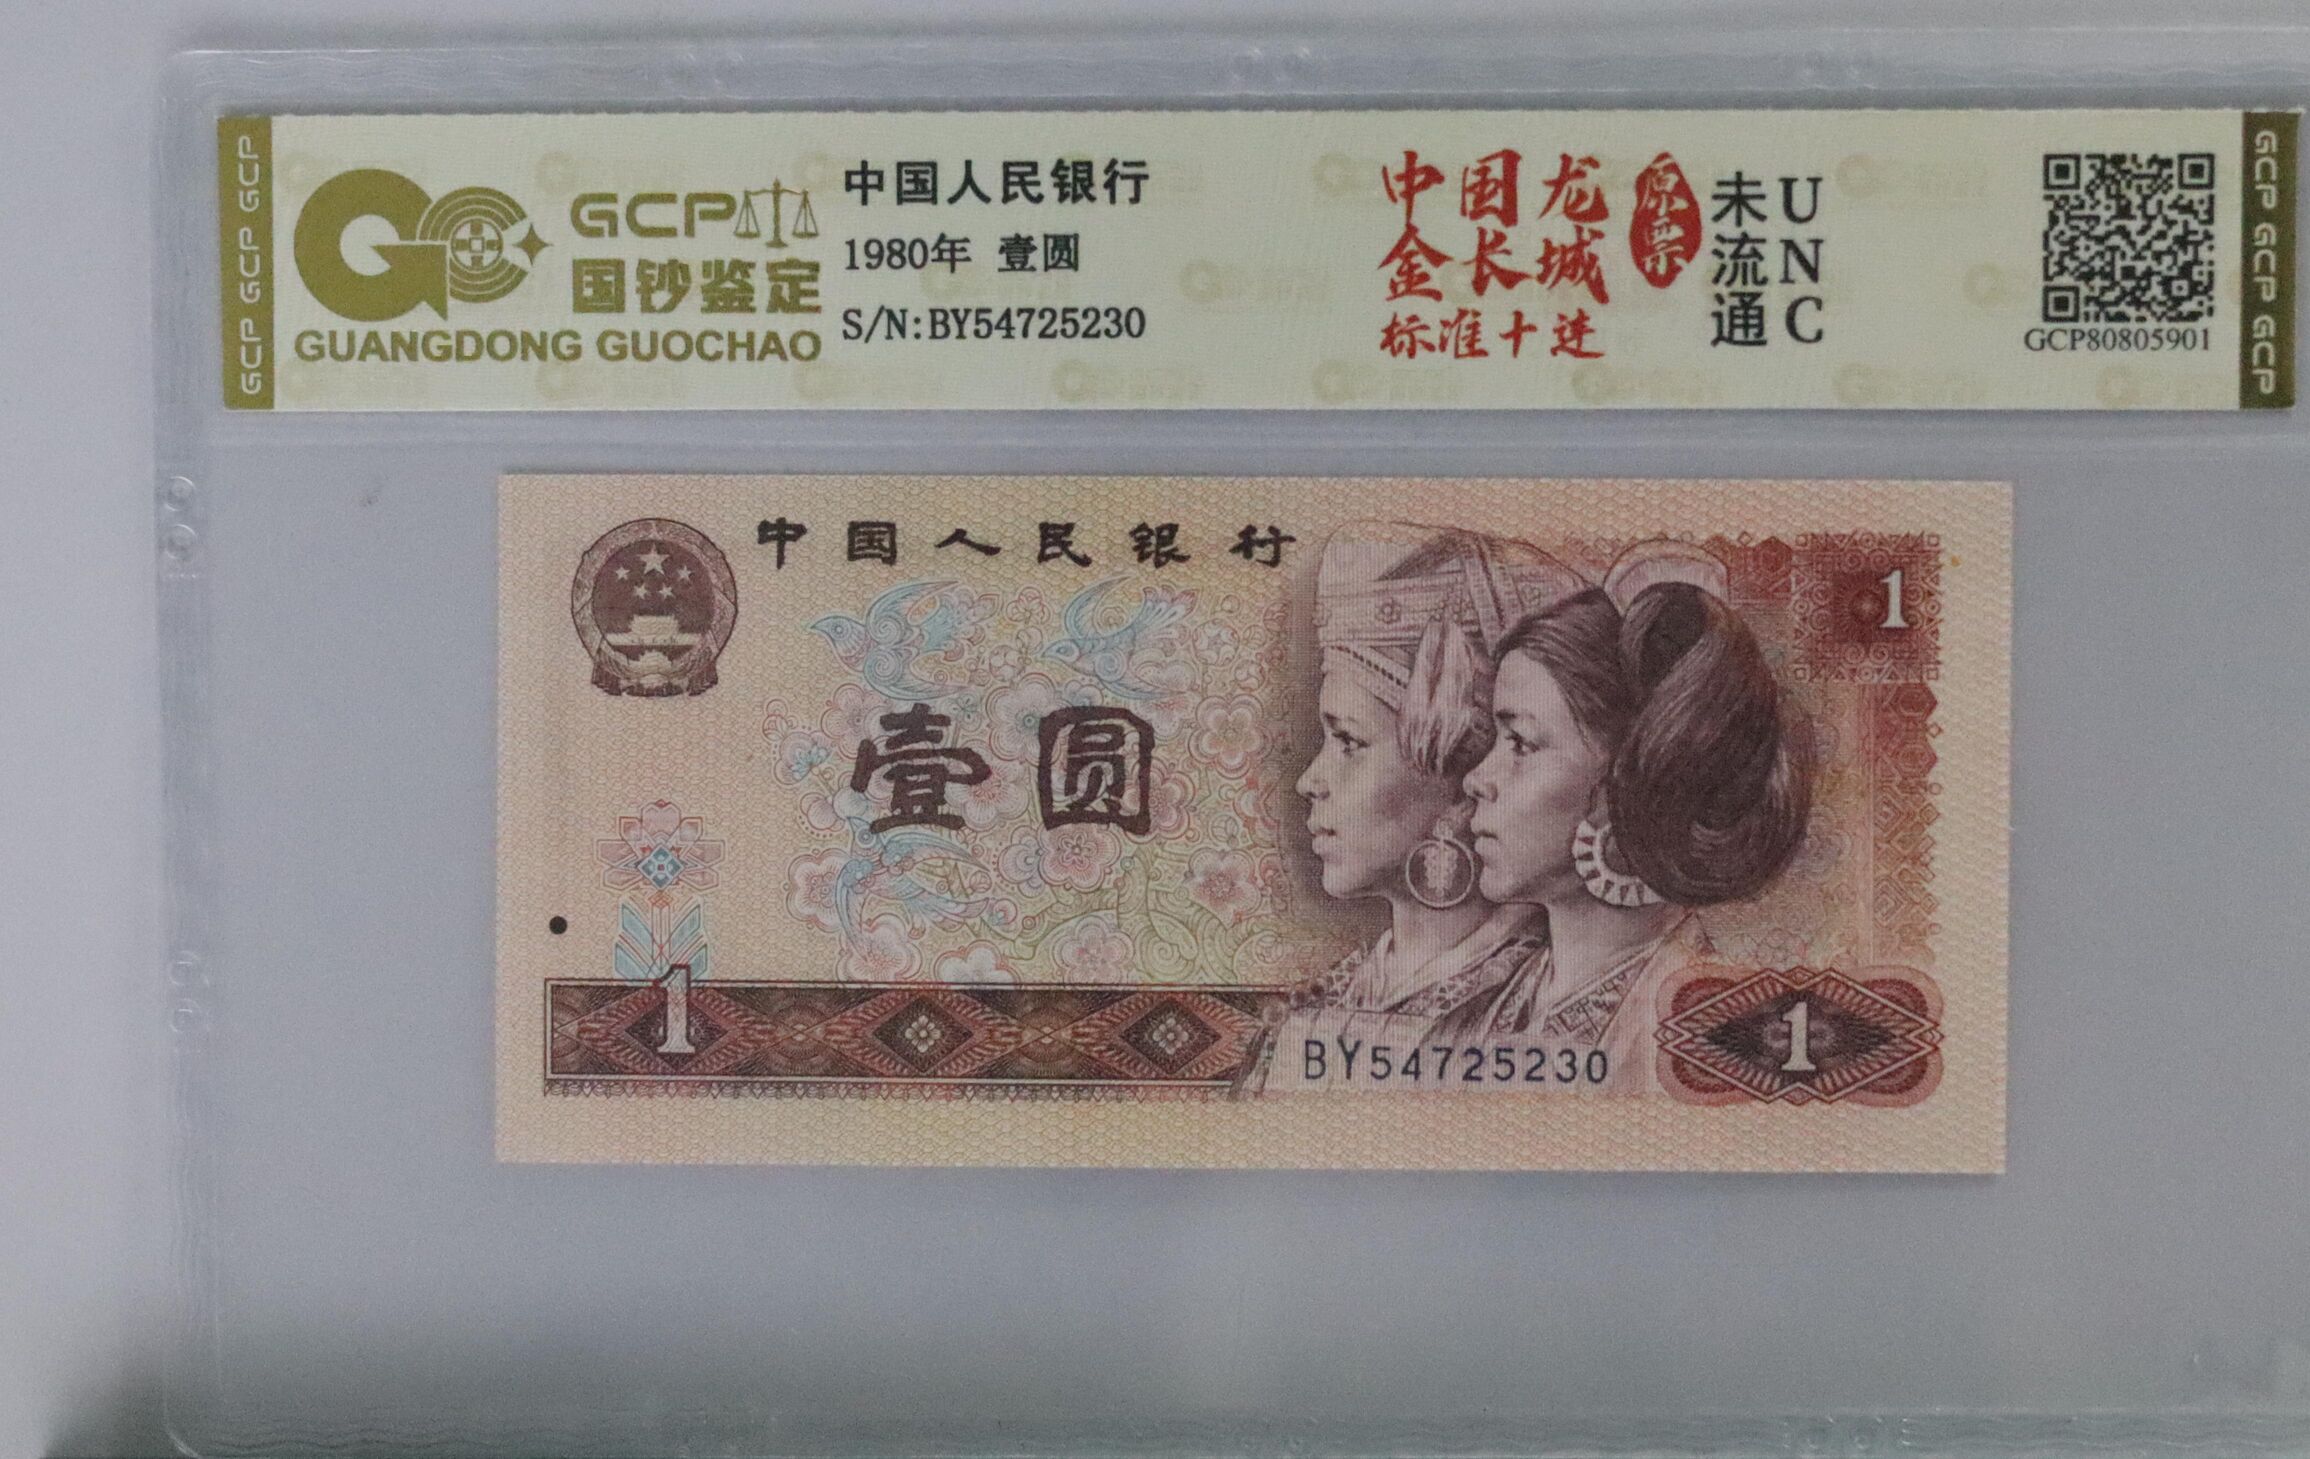 GCP GCP GCP
GCP
国钞鉴定
GUANGDONG GUOCHAO
中国人民银行
1980年 壹圆
S/N:BY54725230
中国龙
金长城
标准十连
原票
未流通
UNC
GCP80805901
GCP GCP GCP
中国人民银行
1
壹圆
1
BY54725230
1